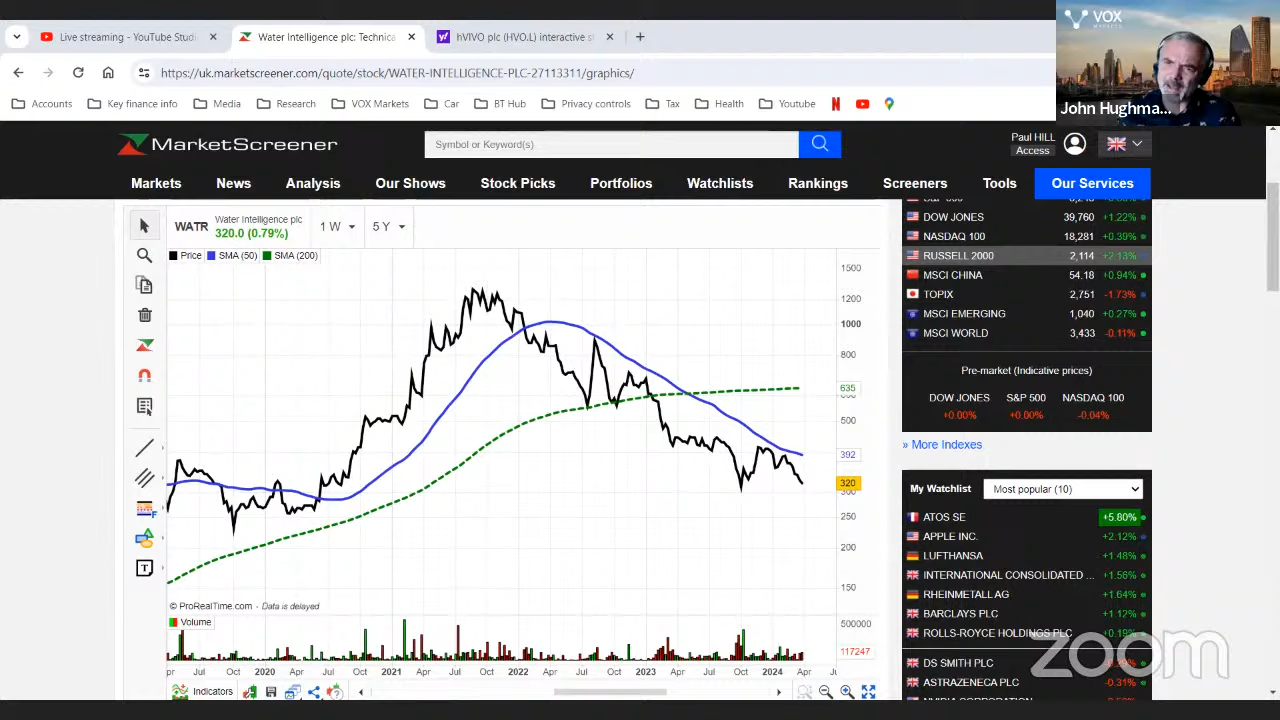 Live streaming - YouTube Studio
Water Intelligence plc: Technica
hVIVO plc (HVO.L) interactive s
https://uk.marketscreener.com/quote/stock/WATER-INTELLIGENCE-PLC-27113311/graphics/
Accounts
Key finance info
Media
Research
VOX Markets
Car
BT Hub
Privacy controls
Tax
Health
Youtube
VOX
MARKETS
John Hughma...
MarketScreener
Symbol or Keyword(s)
Paul HILL
Access
Markets
News
Analysis
Our Shows
Stock Picks
Portfolios
Watchlists
Rankings
Screeners
Tools
Our Services
WATR
Water Intelligence plc
320.0 (0.79%)
1 W
5 Y
Price
SMA (50)
SMA (200)
1500
1200
1000
800
635
500
392
320
250
200
150
© ProRealTime.com - Data is delayed
Volume
500000
117247
Jul Oct 2020 Apr Jul Oct 2021 Apr Jul Oct 2022 Apr Jul Oct 2023 Apr Jul Oct 2024 Apr
Indicators
DOW JONES 39,760 +1.22%
NASDAQ 100 18,281 +0.39%
RUSSELL 2000 2,114 +2.13%
MSCI CHINA 54.18 +0.94%
TOPIX 2,751 -1.73%
MSCI EMERGING 1,040 +0.27%
MSCI WORLD 3,433 -0.11%
Pre-market (Indicative prices)
DOW JONES S&P 500 NASDAQ 100
+0.00% +0.00% -0.04%
» More Indexes
My Watchlist
Most popular (10)
ATOS SE +5.80%
APPLE INC. +2.12%
LUFTHANSA +1.48%
INTERNATIONAL CONSOLIDATED ... +1.56%
RHEINMETALL AG +1.64%
BARCLAYS PLC +1.12%
ROLLS-ROYCE HOLDINGS PLC +0.19%
DS SMITH PLC
ASTRAZENECA PLC -0.31%
zoom